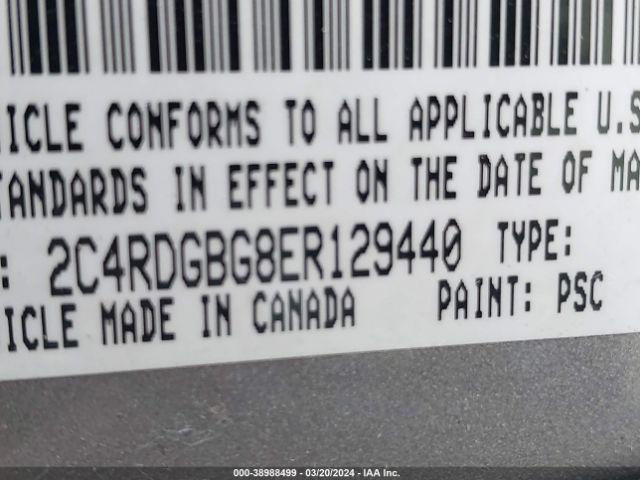 ICLE CONFORMS TO ALL APPLICABLE U.S
TANDARDS IN EFFECT ON THE DATE OF MA
: 2C4RDGBG8ER129440 TYPE:
ICLE MADE IN CANADA PAINT: PSC
000-38988499 — 03/20/2024 — IAA Inc.